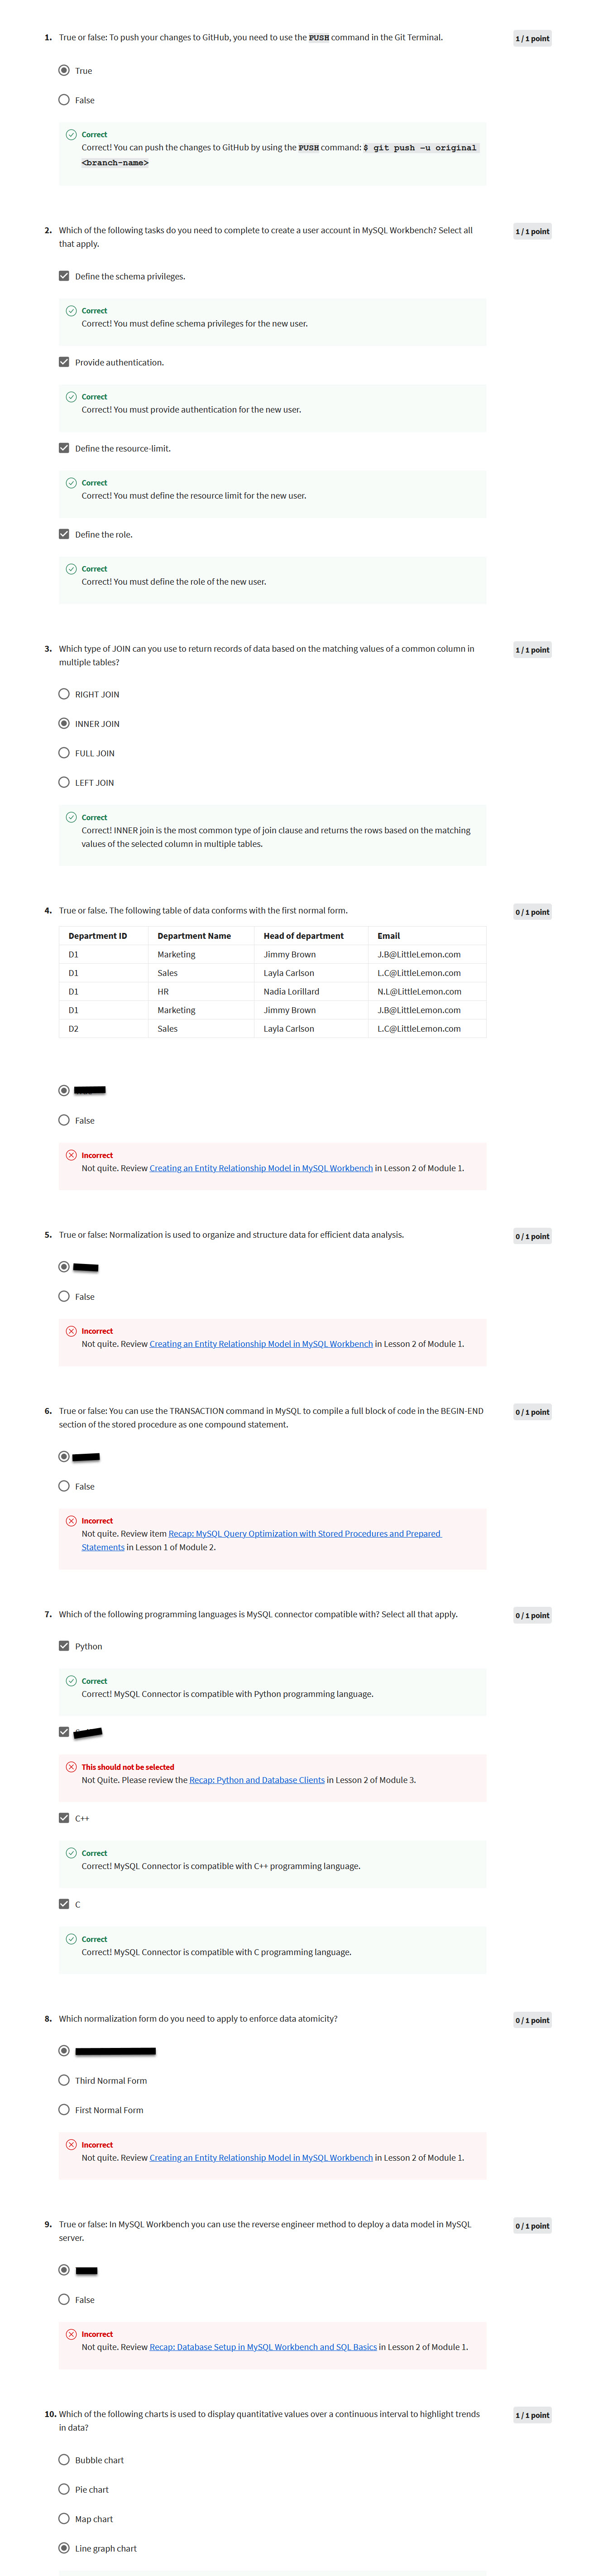 1. True or false: To push your changes to GitHub, you need to use the PUSH command in the Git Terminal.
1 / 1 point
True
False
Correct
Correct! You can push the changes to GitHub by using the PUSH command: $ git push -u original
<branch-name>
2. Which of the following tasks do you need to complete to create a user account in MySQL Workbench? Select all
that apply.
1 / 1 point
Define the schema privileges.
Correct
Correct! You must define schema privileges for the new user.
Provide authentication.
Correct
Correct! You must provide authentication for the new user.
Define the resource-limit.
Correct
Correct! You must define the resource limit for the new user.
Define the role.
Correct
Correct! You must define the role of the new user.
3. Which type of JOIN can you use to return records of data based on the matching values of a common column in
multiple tables?
1 / 1 point
RIGHT JOIN
INNER JOIN
FULL JOIN
LEFT JOIN
Correct
Correct! INNER join is the most common type of join clause and returns the rows based on the matching
values of the selected column in multiple tables.
4. True or false. The following table of data conforms with the first normal form.
0 / 1 point
Department ID Department Name Head of department Email
D1 Marketing Jimmy Brown J.B@LittleLemon.com
D1 Sales Layla Carlson L.C@LittleLemon.com
D1 HR Nadia Lorillard N.L@LittleLemon.com
D1 Marketing Jimmy Brown J.B@LittleLemon.com
D2 Sales Layla Carlson L.C@LittleLemon.com
False
Incorrect
Not quite. Review Creating an Entity Relationship Model in MySQL Workbench in Lesson 2 of Module 1.
5. True or false: Normalization is used to organize and structure data for efficient data analysis.
0 / 1 point
False
Incorrect
Not quite. Review Creating an Entity Relationship Model in MySQL Workbench in Lesson 2 of Module 1.
6. True or false: You can use the TRANSACTION command in MySQL to compile a full block of code in the BEGIN-END
section of the stored procedure as one compound statement.
0 / 1 point
False
Incorrect
Not quite. Review item Recap: MySQL Query Optimization with Stored Procedures and Prepared
Statements in Lesson 1 of Module 2.
7. Which of the following programming languages is MySQL connector compatible with? Select all that apply.
0 / 1 point
Python
Correct
Correct! MySQL Connector is compatible with Python programming language.
This should not be selected
Not Quite. Please review the Recap: Python and Database Clients in Lesson 2 of Module 3.
C++
Correct
Correct! MySQL Connector is compatible with C++ programming language.
C
Correct
Correct! MySQL Connector is compatible with C programming language.
8. Which normalization form do you need to apply to enforce data atomicity?
0 / 1 point
Third Normal Form
First Normal Form
Incorrect
Not quite. Review Creating an Entity Relationship Model in MySQL Workbench in Lesson 2 of Module 1.
9. True or false: In MySQL Workbench you can use the reverse engineer method to deploy a data model in MySQL
server.
0 / 1 point
False
Incorrect
Not quite. Review Recap: Database Setup in MySQL Workbench and SQL Basics in Lesson 2 of Module 1.
10. Which of the following charts is used to display quantitative values over a continuous interval to highlight trends
in data?
1 / 1 point
Bubble chart
Pie chart
Map chart
Line graph chart